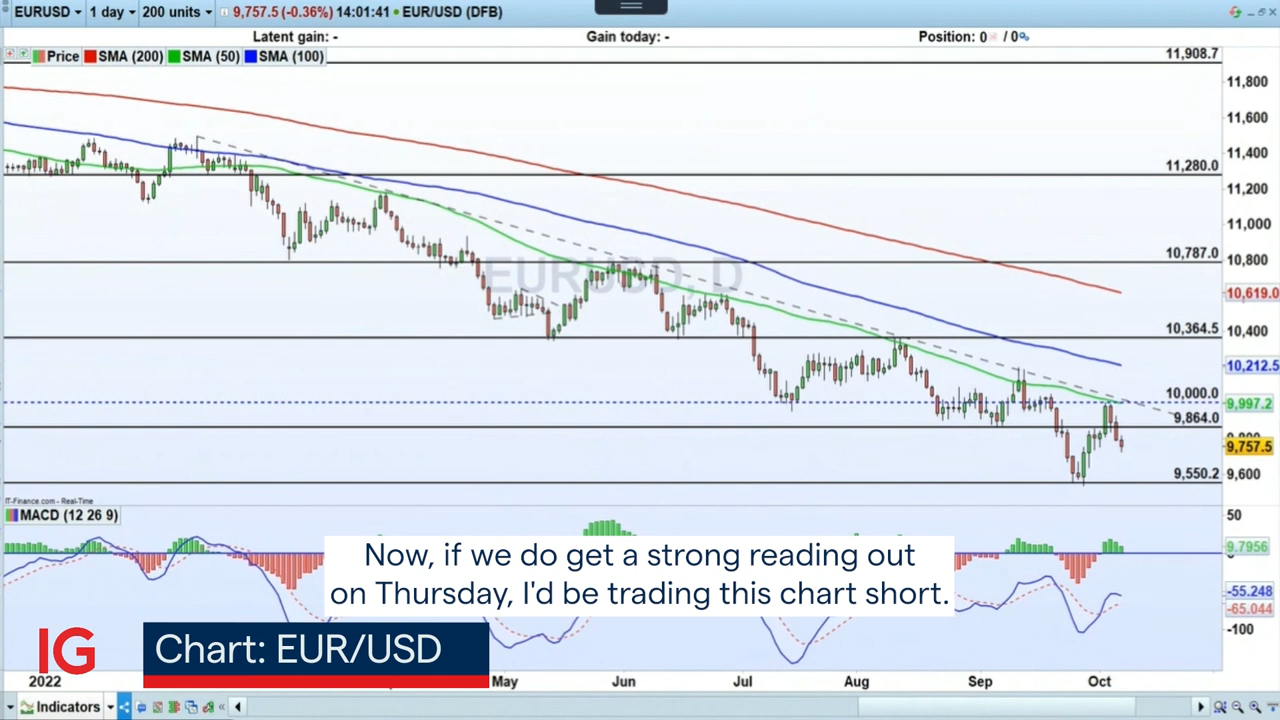 EURUSD 1 day 200 units 9,757.5 (-0.36%) 14:01:41 EUR/USD (DFB)
Latent gain: - Gain today: - Position: 0 / 0
Price SMA (200) SMA (50) SMA (100)
11,908.7
11,800
11,600
11,400
11,280.0
11,200
11,000
10,787.0
10,800
EURUSD, D
10,619.0
10,364.5
10,400
10,212.5
10,000.0
9,997.2
9,864.0
9,757.5
9,550.2
9,600
IT-Finance.com - Real-Time
MACD (12 26 9)
50
9.7956
-55.248
-65.044
-100
Now, if we do get a strong reading out
on Thursday, I'd be trading this chart short.
IG
Chart: EUR/USD
2022 May Jun Jul Aug Sep Oct
Indicators